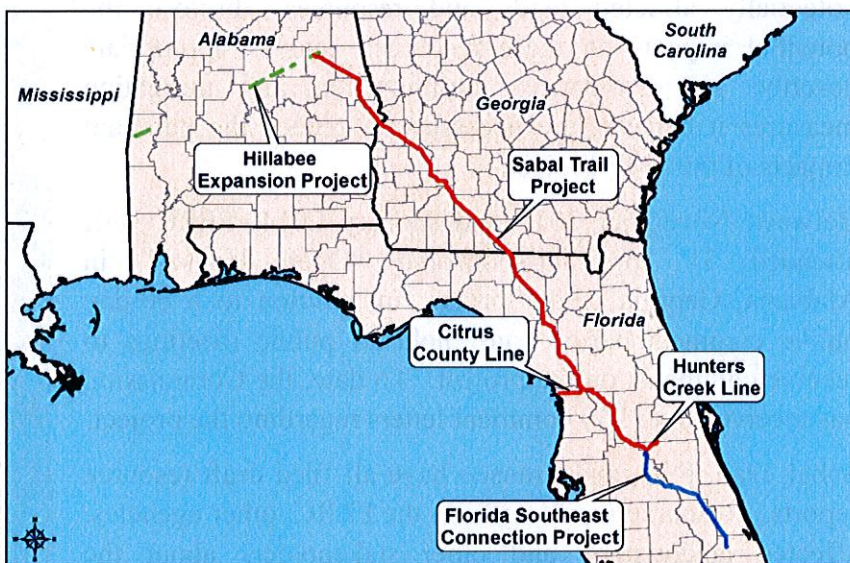 Alabama
South
Carolina
Mississippi
Georgia
Hillabee
Expansion Project
Sabal Trail
Project
Citrus
County Line
Florida
Hunters
Creek Line
Florida Southeast
Connection Project